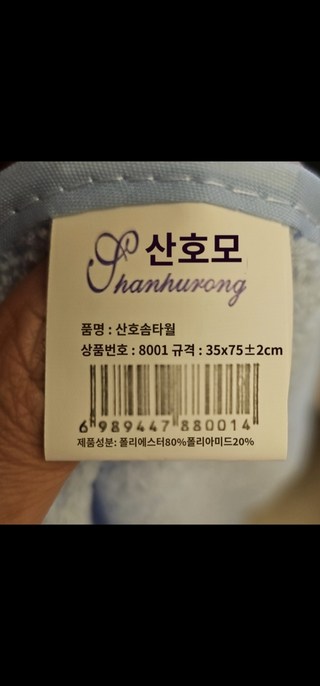 산호모
Shanhurong
품명 : 산호솜타월
상품번호 : 8001 규격 : 35x75±2cm
6 989447 880014
제품성분: 폴리에스터80%폴리아미드20%